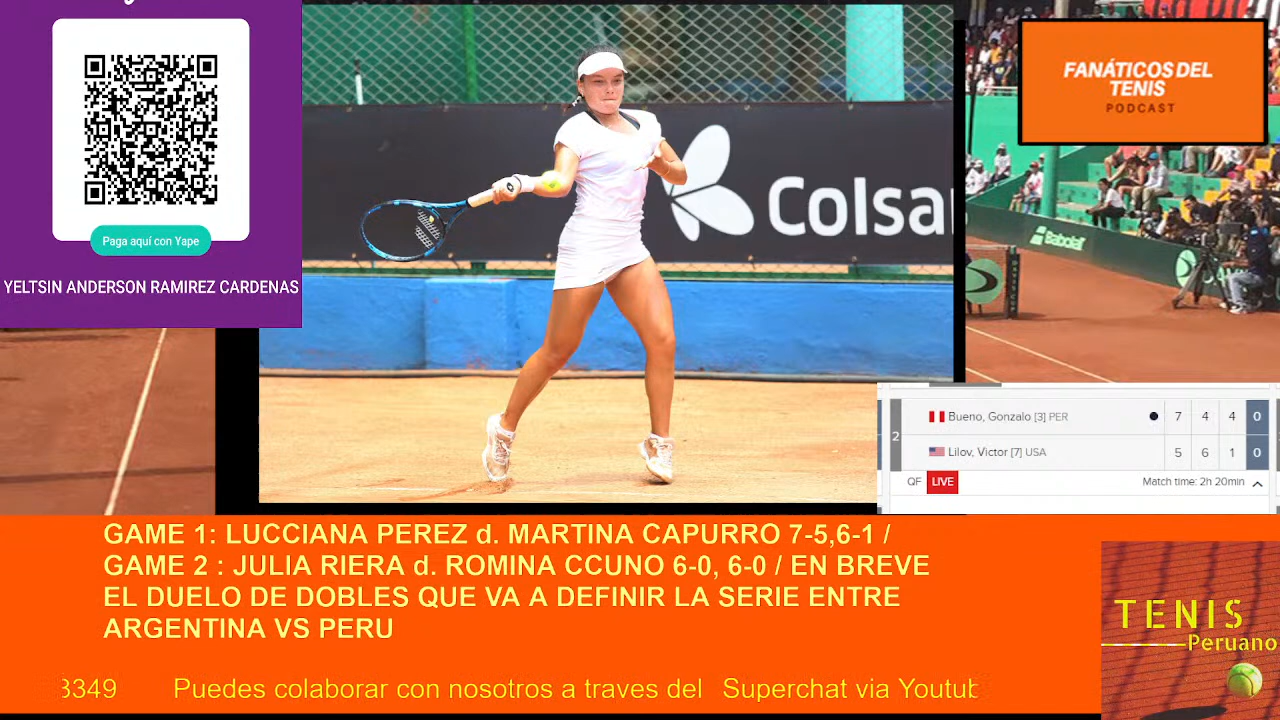 Paga aquí con Yape
YELTSIN ANDERSON RAMIREZ CARDENAS
Colsa
FANÁTICOS DEL
TENIS
PODCAST
Babolat
DAVIS CUP
2
Bueno, Gonzalo [3] PER 7 4 4 0
Lilov, Victor [7] USA 5 6 1 0
QF LIVE Match time: 2h 20min
GAME 1: LUCCIANA PEREZ d. MARTINA CAPURRO 7-5,6-1 /
GAME 2 : JULIA RIERA d. ROMINA CCUNO 6-0, 6-0 / EN BREVE
EL DUELO DE DOBLES QUE VA A DEFINIR LA SERIE ENTRE
ARGENTINA VS PERU
3349 Puedes colaborar con nosotros a traves del Superchat via Youtub
TENIS
Peruano